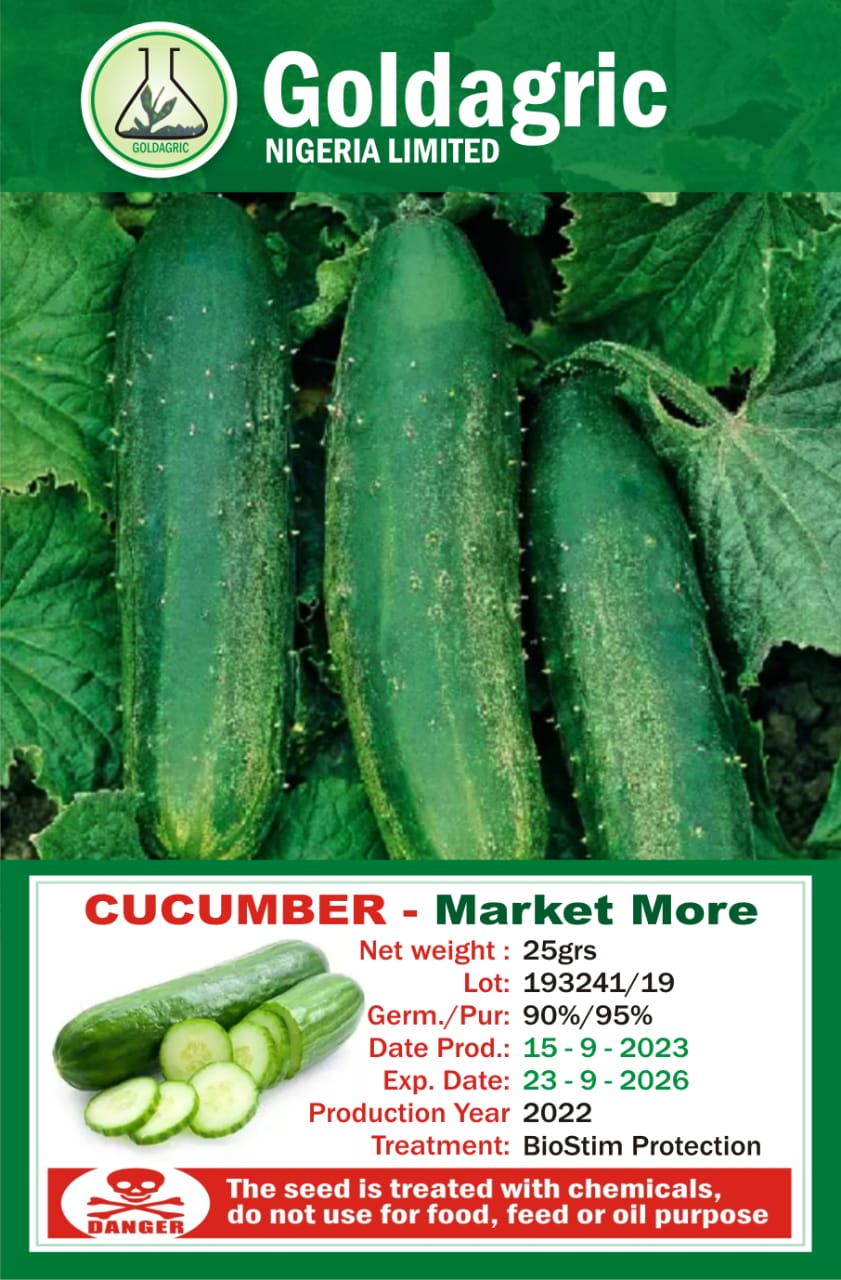 GOLDAGRIC
Goldagric
NIGERIA LIMITED
CUCUMBER - Market More
Net weight : 25grs
Lot: 193241/19
Germ./Pur: 90%/95%
Date Prod.: 15 - 9 - 2023
Exp. Date: 23 - 9 - 2026
Production Year 2022
Treatment: BioStim Protection
DANGER
The seed is treated with chemicals,
do not use for food, feed or oil purpose